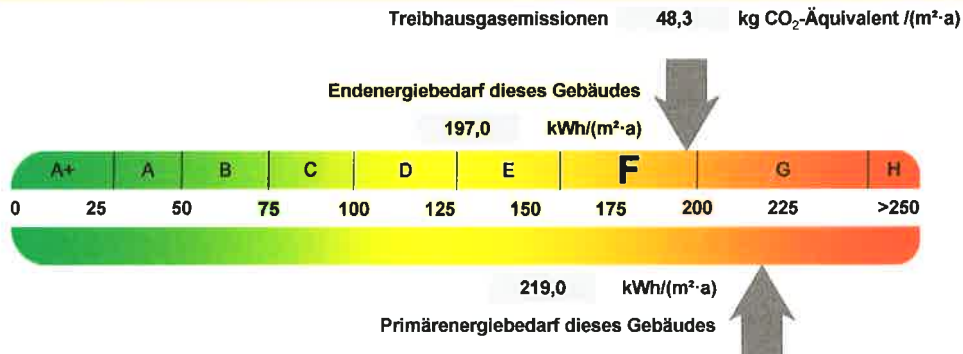 Treibhausgasemissionen 48,3 kg CO₂-Äquivalent /(m²·a)
Endenergiebedarf dieses Gebäudes
197,0 kWh/(m²·a)
A+ A B C D E F G H
0 25 50 75 100 125 150 175 200 225 >250
219,0 kWh/(m²·a)
Primärenergiebedarf dieses Gebäudes